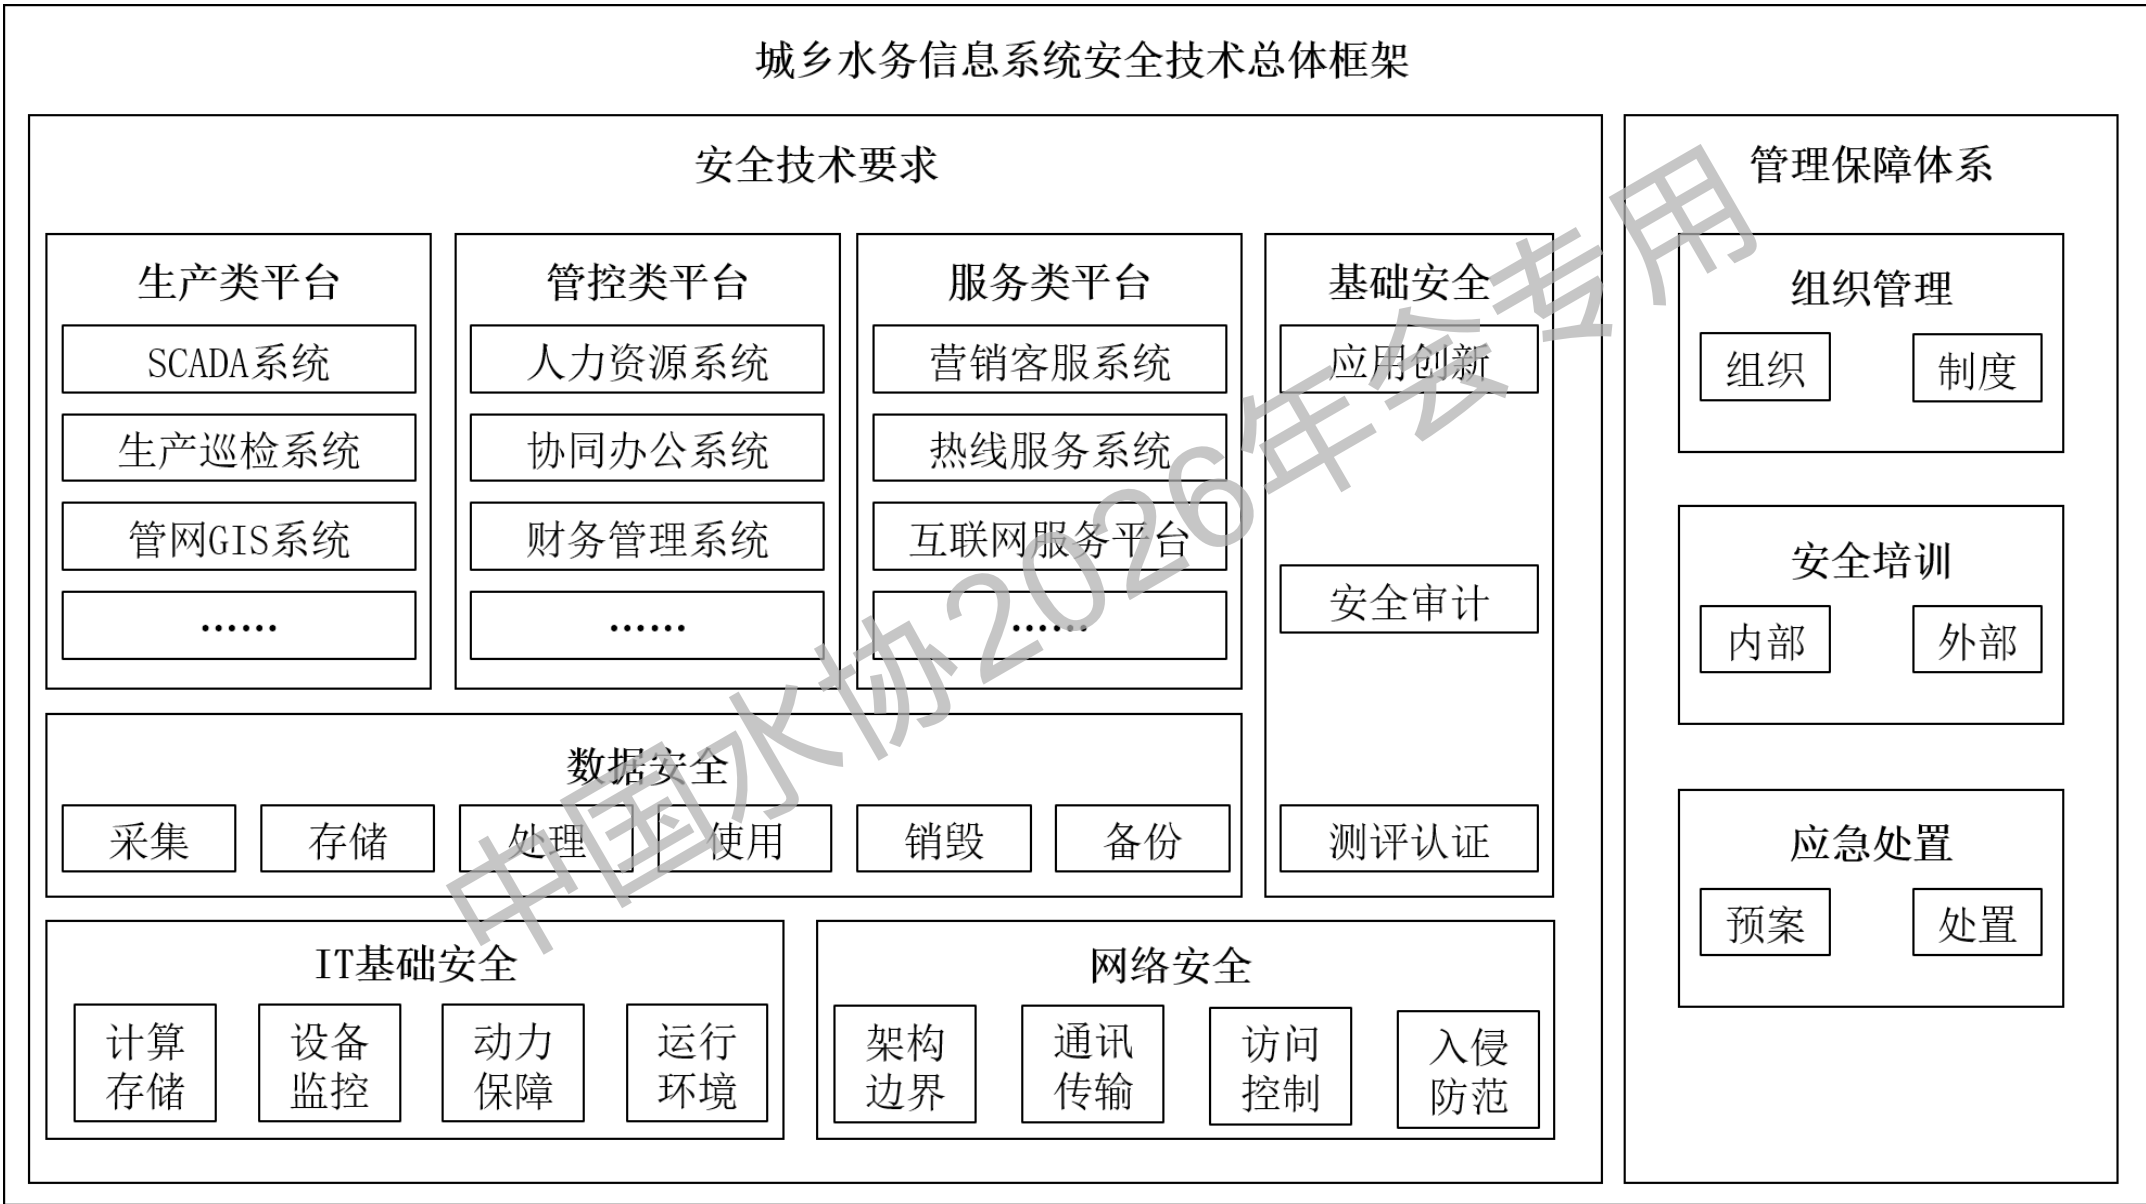 城乡水务信息系统安全技术总体框架
安全技术要求
生产类平台
SCADA系统
生产巡检系统
管网GIS系统
……
管控类平台
人力资源系统
协同办公系统
财务管理系统
……
服务类平台
营销客服系统
热线服务系统
互联网服务平台
……
基础安全
应用创新
安全审计
测评认证
数据安全
采集
存储
处理
使用
销毁
备份
IT基础安全
计算
存储
设备
监控
动力
保障
运行
环境
网络安全
架构
边界
通讯
传输
访问
控制
入侵
防范
管理保障体系
组织管理
组织
制度
安全培训
内部
外部
应急处置
预案
处置
中国水协2026年会专用